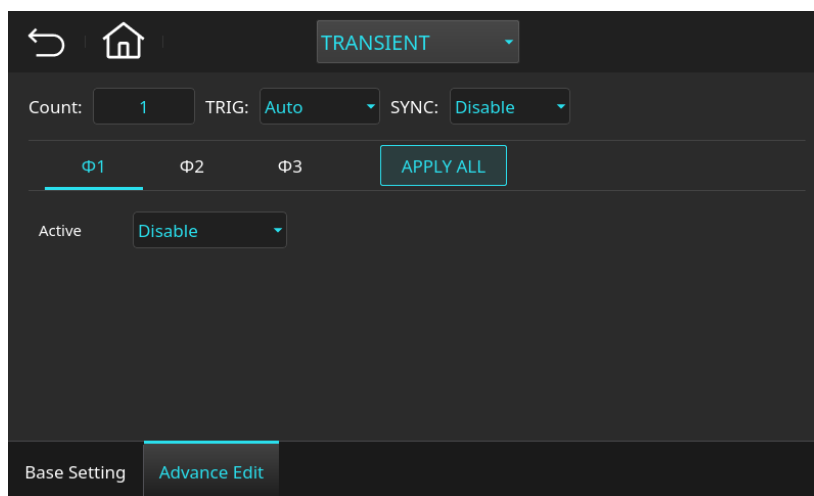 TRANSIENT
Count: 1 TRIG: Auto SYNC: Disable
Φ1 Φ2 Φ3 APPLY ALL
Active Disable
Base Setting Advance Edit